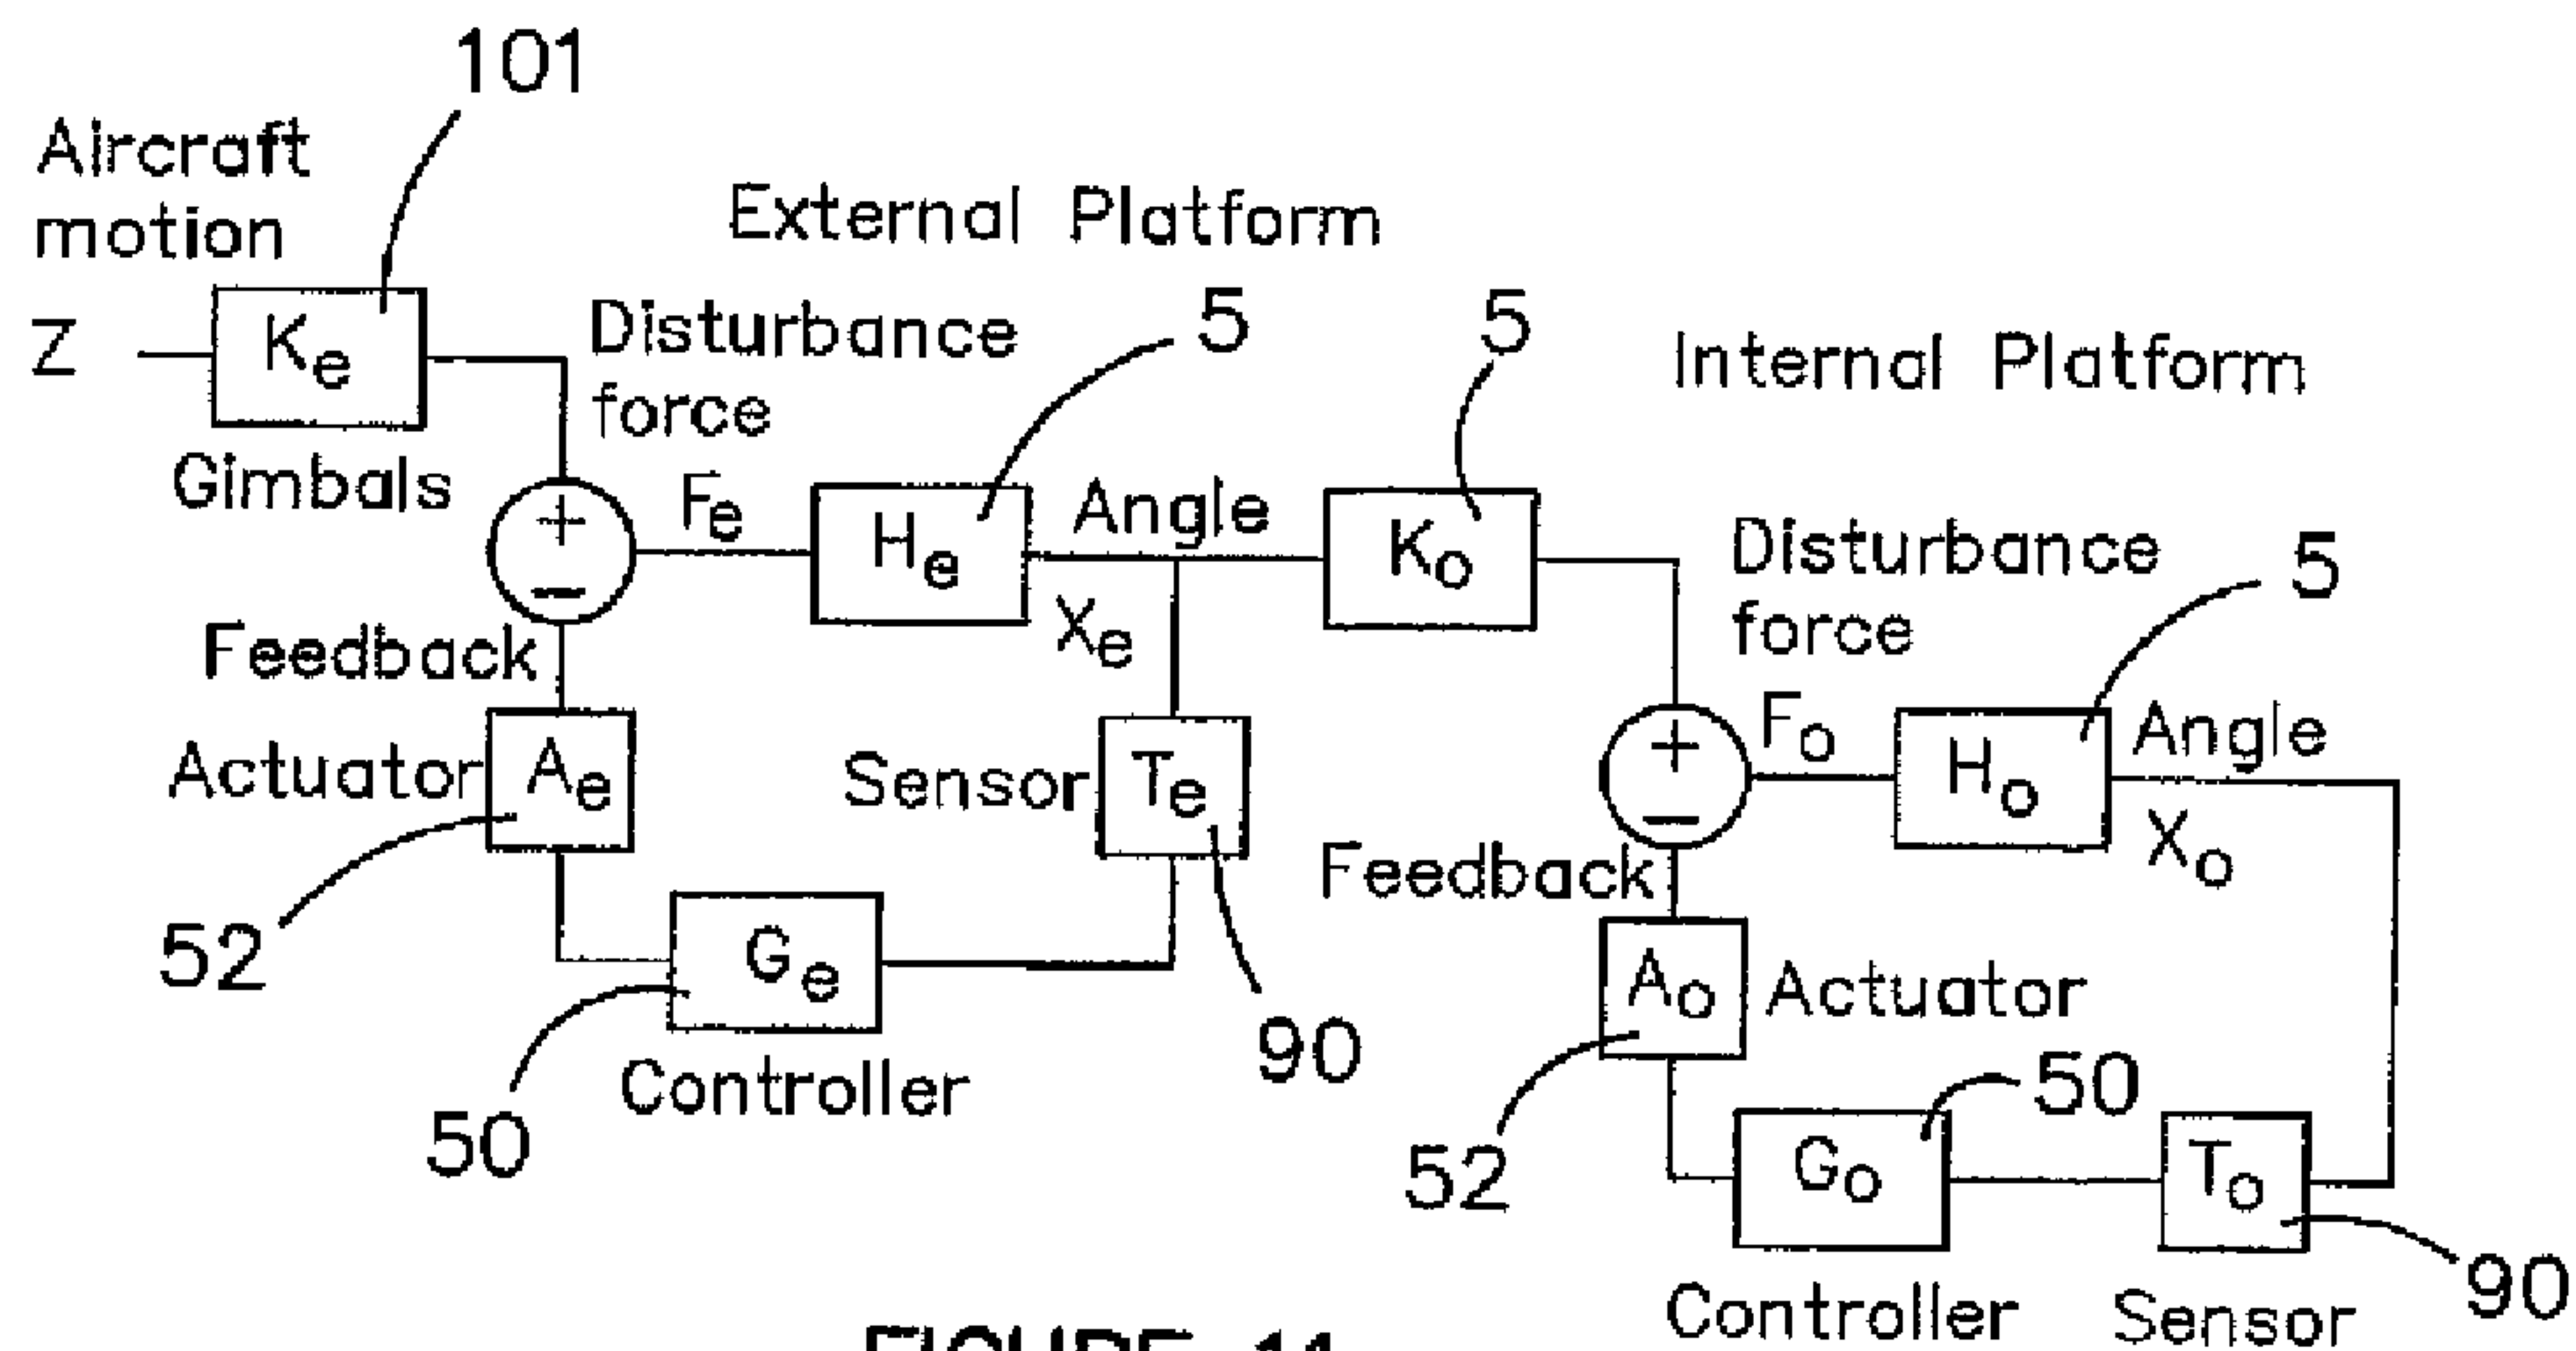 101
Aircraft
motion
External Platform
Z
Ke
Disturbance
force
5
5
Internal Platform
Gimbals
+
−
Fe
He
Angle
Xe
Ko
Disturbance
force
5
Feedback
Actuator
Ae
Sensor
Te
+
−
Fo
Ho
Angle
Xo
Feedback
52
Ge
50
Controller
90
Ao
Actuator
52
Go
50
To
90
Controller
Sensor
FIGURE 11